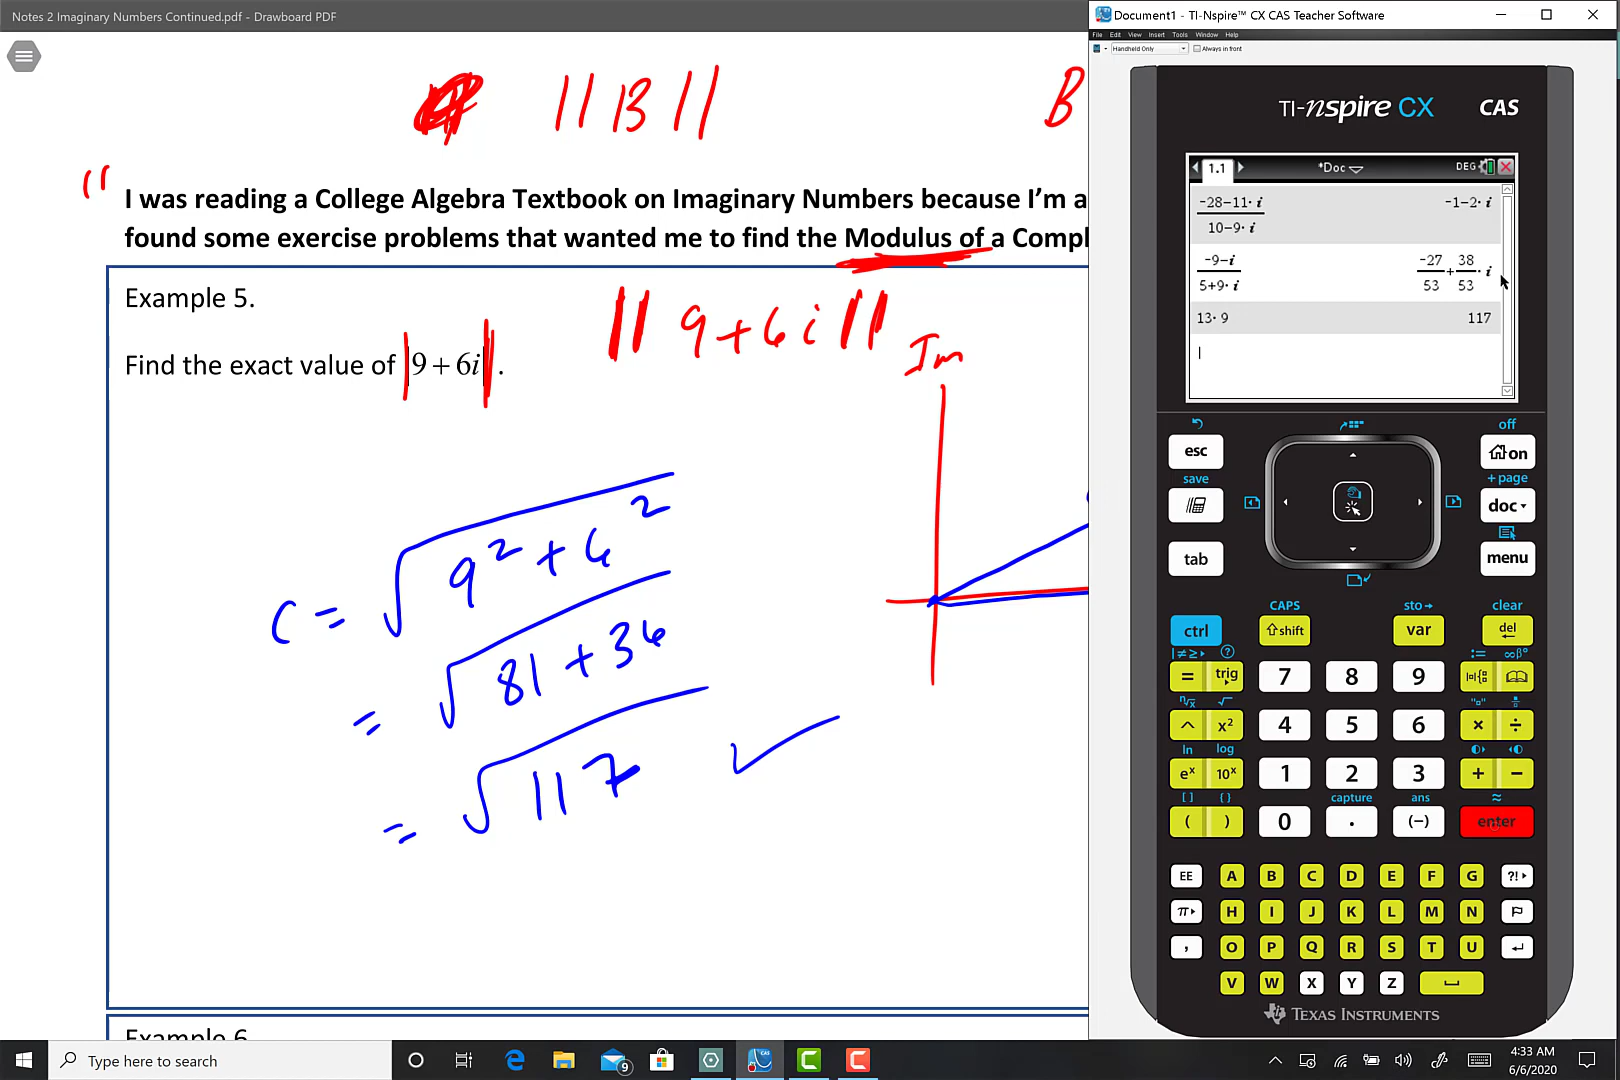 Notes 2 Imaginary Numbers Continued.pdf - Drawboard PDF
|| B ||
B
I was reading a College Algebra Textbook on Imaginary Numbers because I'm a
found some exercise problems that wanted me to find the Modulus of a Compl
Example 5.
|| 9+6i ||
Im
Find the exact value of |9 + 6i|.
c = √9² + 6²
= √81 + 36
= √117
Example 6
Document1 - TI-Nspire™ CX CAS Teacher Software
File Edit View Insert Tools Window Help
Handheld Only Always in front
TI-nspire CX CAS
1.1 *Doc DEG
-28-11·i / 10-9·i -1-2·i
-9-i / 5+9·i -27/53 + 38/53·i
13·9 117
off
esc on
save + page
doc
tab menu
CAPS sto→ clear
ctrl shift var del
= trig 7 8 9
^ x² 4 5 6 × ÷
ln log
eˣ 10ˣ 1 2 3 + −
[ ] { } capture ans ≈
( ) 0 . (−) enter
EE A B C D E F G ?!
π H I J K L M N
, O P Q R S T U
V W X Y Z
TEXAS INSTRUMENTS
Type here to search
9
CAS
4:33 AM
6/6/2020